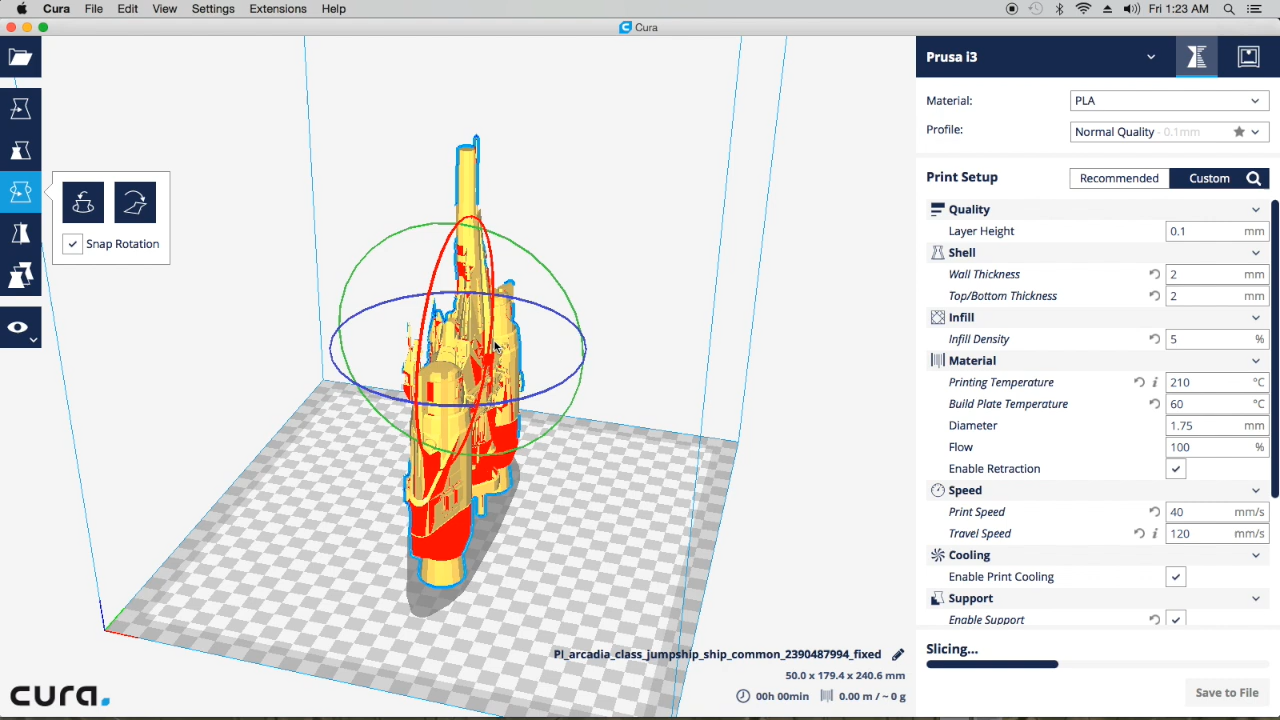 Cura File Edit View Settings Extensions Help Fri 1:23 AM
Cura
Prusa i3
Material: PLA
Profile: Normal Quality - 0.1mm
Print Setup Recommended Custom
Snap Rotation
Quality
Layer Height 0.1 mm
Shell
Wall Thickness 2 mm
Top/Bottom Thickness 2 mm
Infill
Infill Density 5 %
Material
Printing Temperature i 210 °C
Build Plate Temperature 60 °C
Diameter 1.75 mm
Flow 100 %
Enable Retraction
Speed
Print Speed 40 mm/s
Travel Speed i 120 mm/s
Cooling
Enable Print Cooling
Support
Enable Support
PI_arcadia_class_jumpship_ship_common_2390487994_fixed
50.0 x 179.4 x 240.6 mm
00h 00min 0.00 m / ~ 0 g
Slicing...
Save to File
cura.